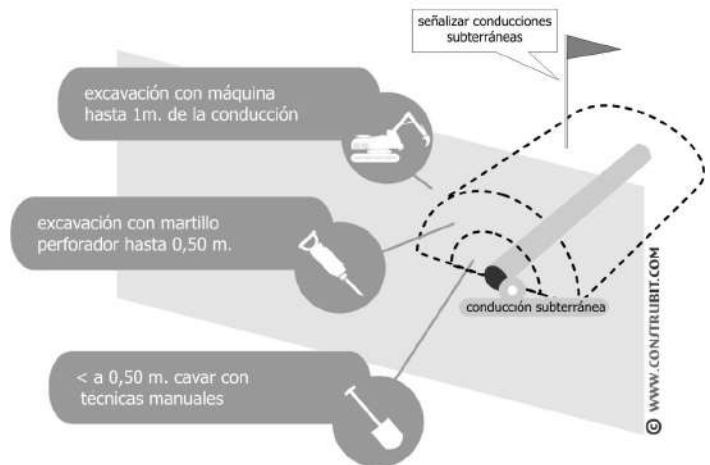 señalizar conducciones
subterráneas
excavación con máquina
hasta 1m. de la conducción
excavación con martillo
perforador hasta 0,50 m.
conducción subterránea
< a 0,50 m. cavar con
tecnicas manuales
© WWW.CONSTRUBIT.COM